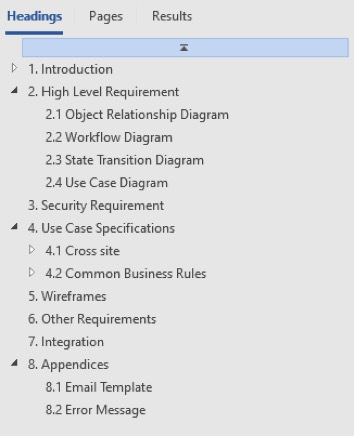 Headings Pages Results
1. Introduction
2. High Level Requirement
2.1 Object Relationship Diagram
2.2 Workflow Diagram
2.3 State Transition Diagram
2.4 Use Case Diagram
3. Security Requirement
4. Use Case Specifications
4.1 Cross site
4.2 Common Business Rules
5. Wireframes
6. Other Requirements
7. Integration
8. Appendices
8.1 Email Template
8.2 Error Message